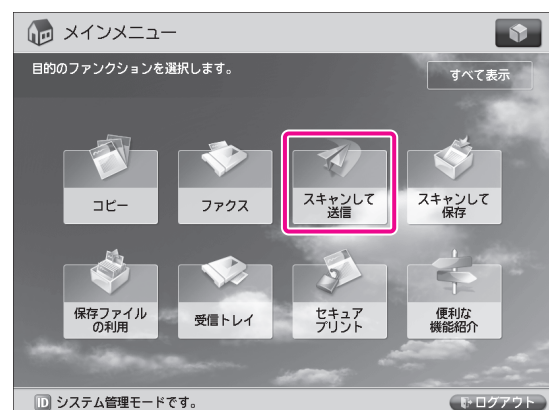 メインメニュー
目的のファンクションを選択します。
すべて表示
コピー
ファクス
スキャンして
送信
スキャンして
保存
保存ファイル
の利用
受信トレイ
セキュア
プリント
便利な
機能紹介
ID システム管理モードです。
ログアウト